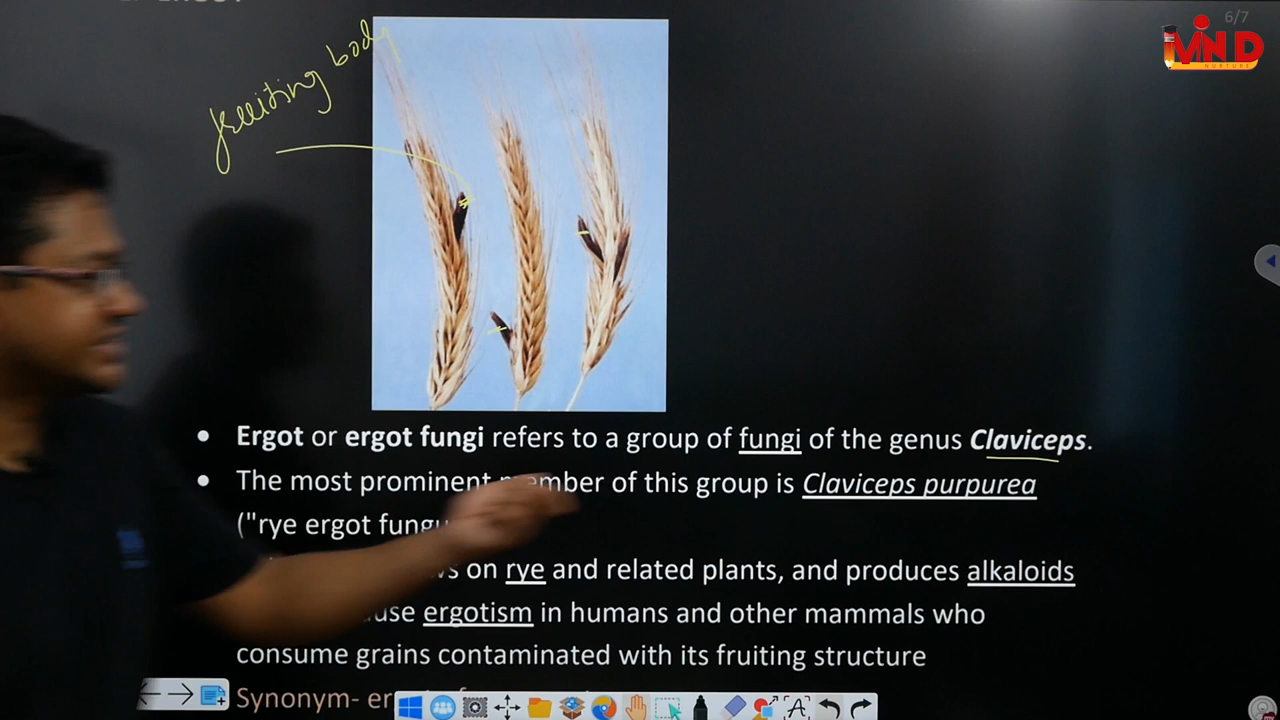 6/7
MIND
NURTURE
fruiting body
Ergot or ergot fungi refers to a group of fungi of the genus Claviceps.
The most prominent member of this group is Claviceps purpurea
("rye ergot fungu
on rye and related plants, and produces alkaloids
ergotism in humans and other mammals who
consume grains contaminated with its fruiting structure
Synonym- er